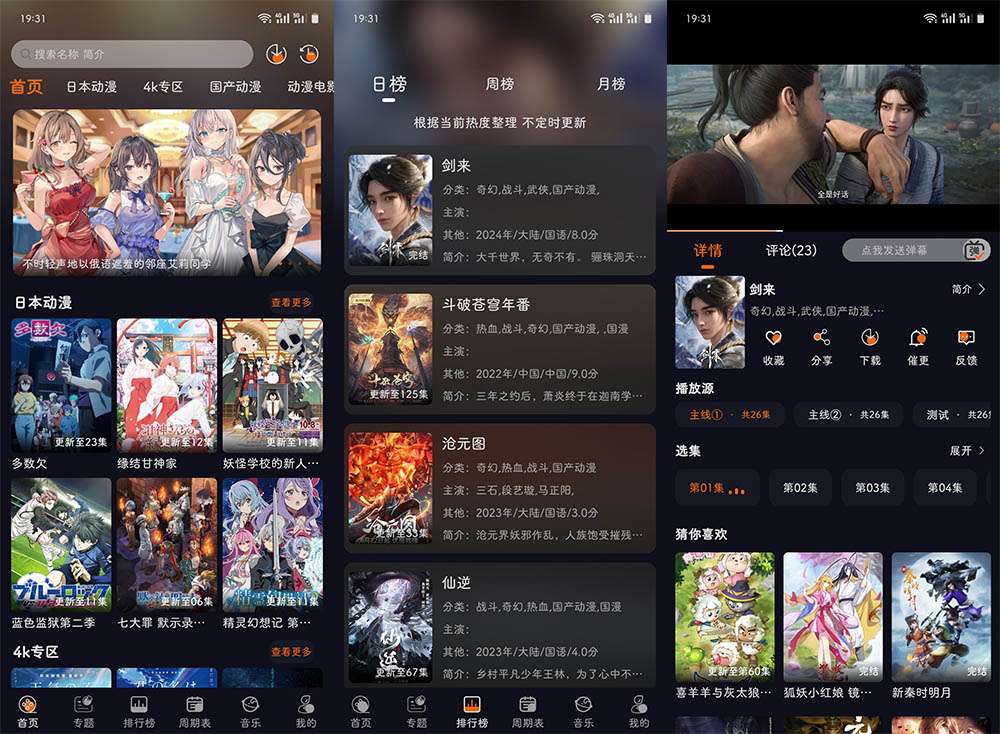 19:31
搜索名称 简介
首页 日本动漫 4k专区 国产动漫 动漫电影
不时轻声地以俄语遮羞的邻座艾莉同学
日本动漫 查看更多
多数欠
更新至23集 更新至12集 更新至11集
多数欠 缘结甘神家 妖怪学校的新人…
ブルーロック
更新至11集 更新至06集 更新至11集
蓝色监狱第二季 七大罪 默示录… 精灵幻想记 第…
4k专区 查看更多
首页 专题 排行榜 周期表 音乐 我的
19:31
日榜 周榜 月榜
根据当前热度整理 不定时更新
剑来
分类：奇幻,战斗,武侠,国产动漫,
主演：
其他：2024年/大陆/国语/8.0分
简介：大千世界，无奇不有。 骊珠洞天…
剑来
完结
斗破苍穹年番
分类：热血,战斗,奇幻,国产动漫, ,国漫
主演：
其他：2022年/中国/中国/9.0分
简介：三年之约后，萧炎终于在迦南学…
斗破苍穹
更新至125集
沧元图
分类：奇幻,热血,战斗,国产动漫
主演：三石,段艺璇,马正阳,
其他：2023年/大陆/国语/3.0分
简介：沧元界妖邪作乱，人族饱受摧残…
沧元图
更新至33集
仙逆
分类：战斗,奇幻,热血,国产动漫,国漫
主演：
其他：2023年/大陆/国语/4.0分
简介：乡村平凡少年王林，为了心中不…
仙逆
更新至67集
首页 专题 排行榜 周期表 音乐 我的
19:31
全是好话
详情 评论(23) 点我发送弹幕 弹
剑来 简介
奇幻,战斗,武侠,国产动漫,…
剑来
收藏 分享 下载 催更 反馈
播放源
主线① · 共26集 主线② · 共26集 测试 · 共26集
选集 展开
第01集 第02集 第03集 第04集
猜你喜欢
更新至第60集 完结 完结
喜羊羊与灰太狼… 狐妖小红娘 镜… 新秦时明月